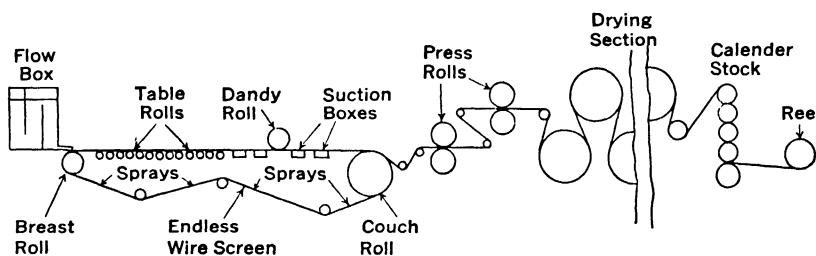 Flow
Box
Table
Rolls
Dandy
Roll
Suction
Boxes
Press
Rolls
Drying
Section
Calender
Stock
Ree
Sprays
Sprays
Breast
Roll
Endless
Wire Screen
Couch
Roll